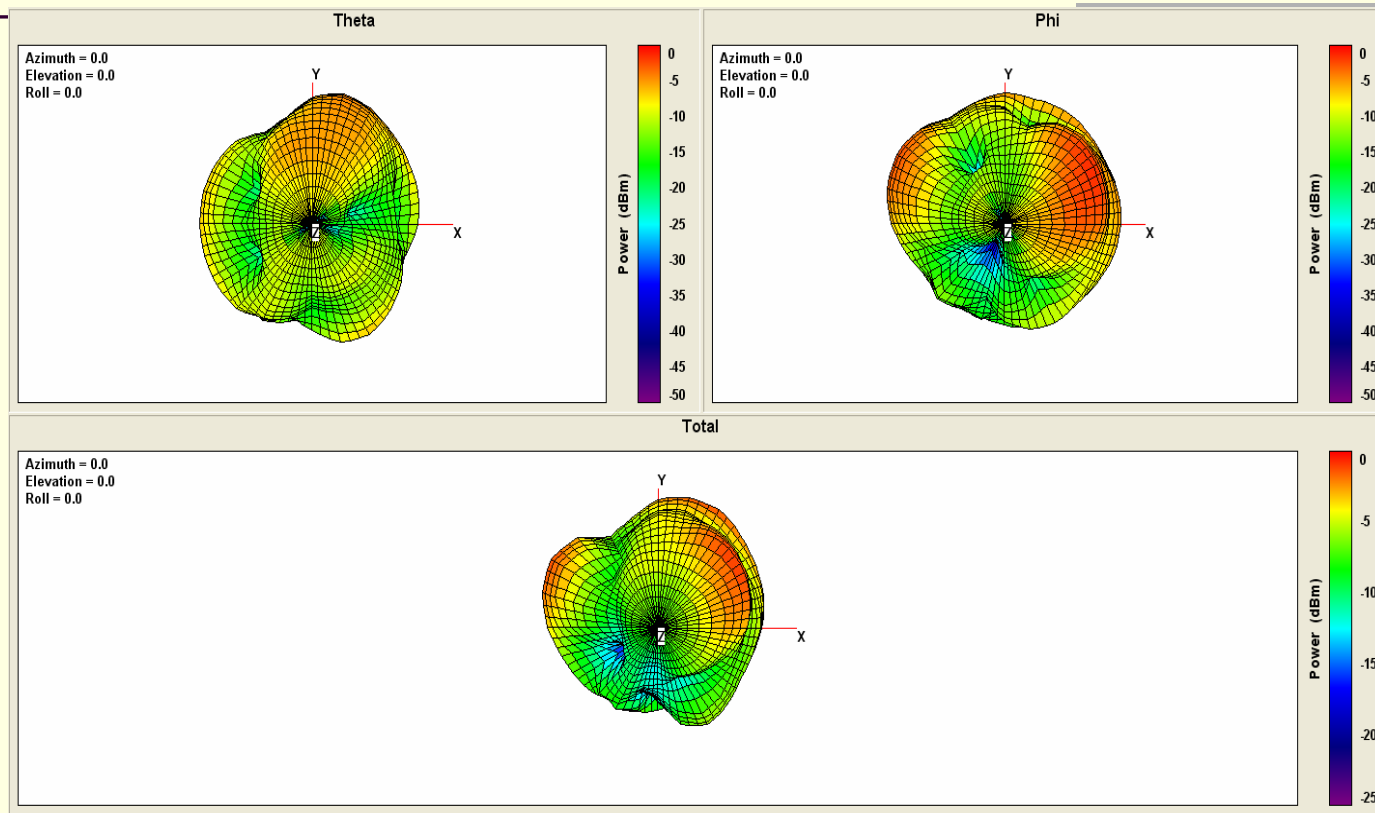 Theta
Azimuth = 0.0
Elevation = 0.0
Roll = 0.0
Y
X
Z
0
-5
-10
-15
-20
-25
-30
-35
-40
-45
-50
Power (dBm)
Phi
Azimuth = 0.0
Elevation = 0.0
Roll = 0.0
Y
X
Z
0
-5
-10
-15
-20
-25
-30
-35
-40
-45
-50
Power (dBm)
Total
Azimuth = 0.0
Elevation = 0.0
Roll = 0.0
Y
X
Z
0
-5
-10
-15
-20
-25
Power (dBm)